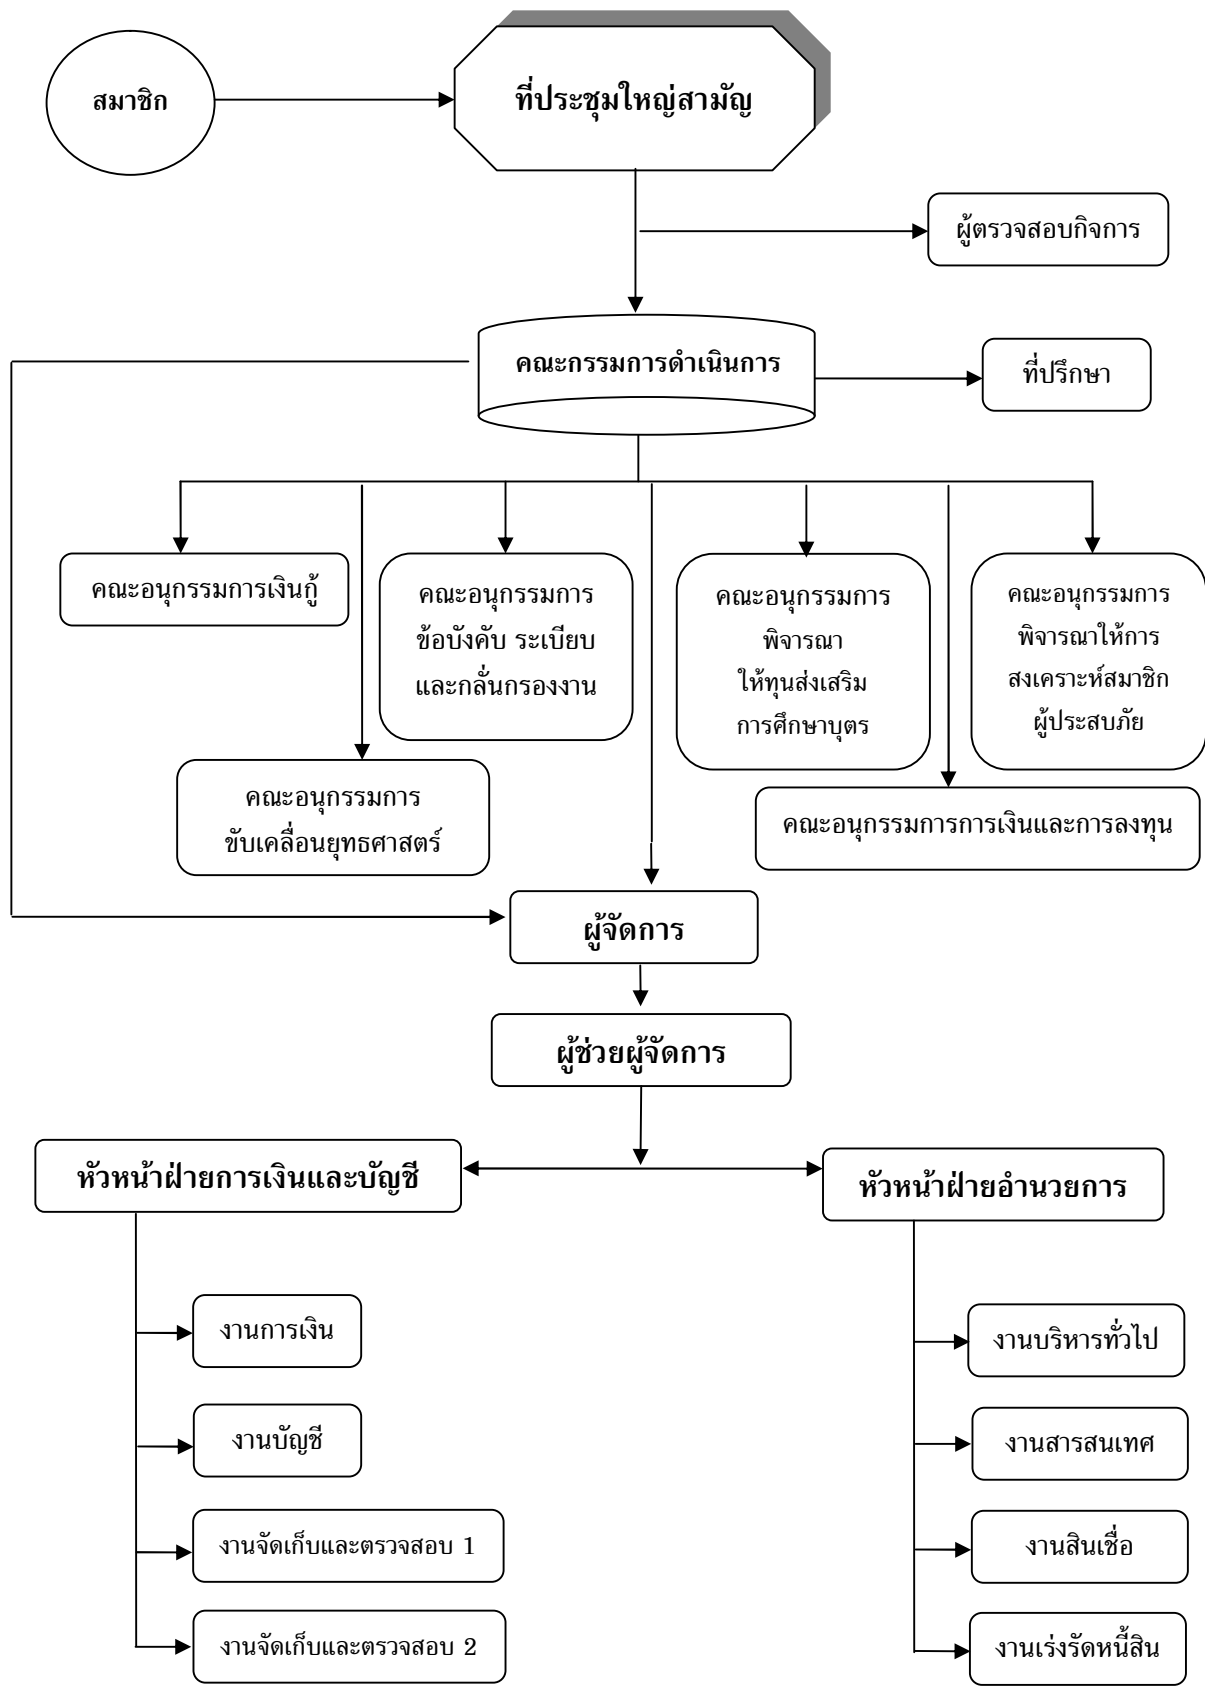 สมาชิก
ที่ประชุมใหญ่สามัญ
ผู้ตรวจสอบกิจการ
คณะกรรมการดำเนินการ
ที่ปรึกษา
คณะอนุกรรมการเงินกู้
คณะอนุกรรมการ
ข้อบังคับ ระเบียบ
และกลั่นกรองงาน
คณะอนุกรรมการ
พิจารณา
ให้ทุนส่งเสริม
การศึกษาบุตร
คณะอนุกรรมการ
พิจารณาให้การ
สงเคราะห์สมาชิก
ผู้ประสบภัย
คณะอนุกรรมการ
ขับเคลื่อนยุทธศาสตร์
คณะอนุกรรมการการเงินและการลงทุน
ผู้จัดการ
ผู้ช่วยผู้จัดการ
หัวหน้าฝ่ายการเงินและบัญชี
หัวหน้าฝ่ายอำนวยการ
งานการเงิน
งานบัญชี
งานจัดเก็บและตรวจสอบ 1
งานจัดเก็บและตรวจสอบ 2
งานบริหารทั่วไป
งานสารสนเทศ
งานสินเชื่อ
งานเร่งรัดหนี้สิน